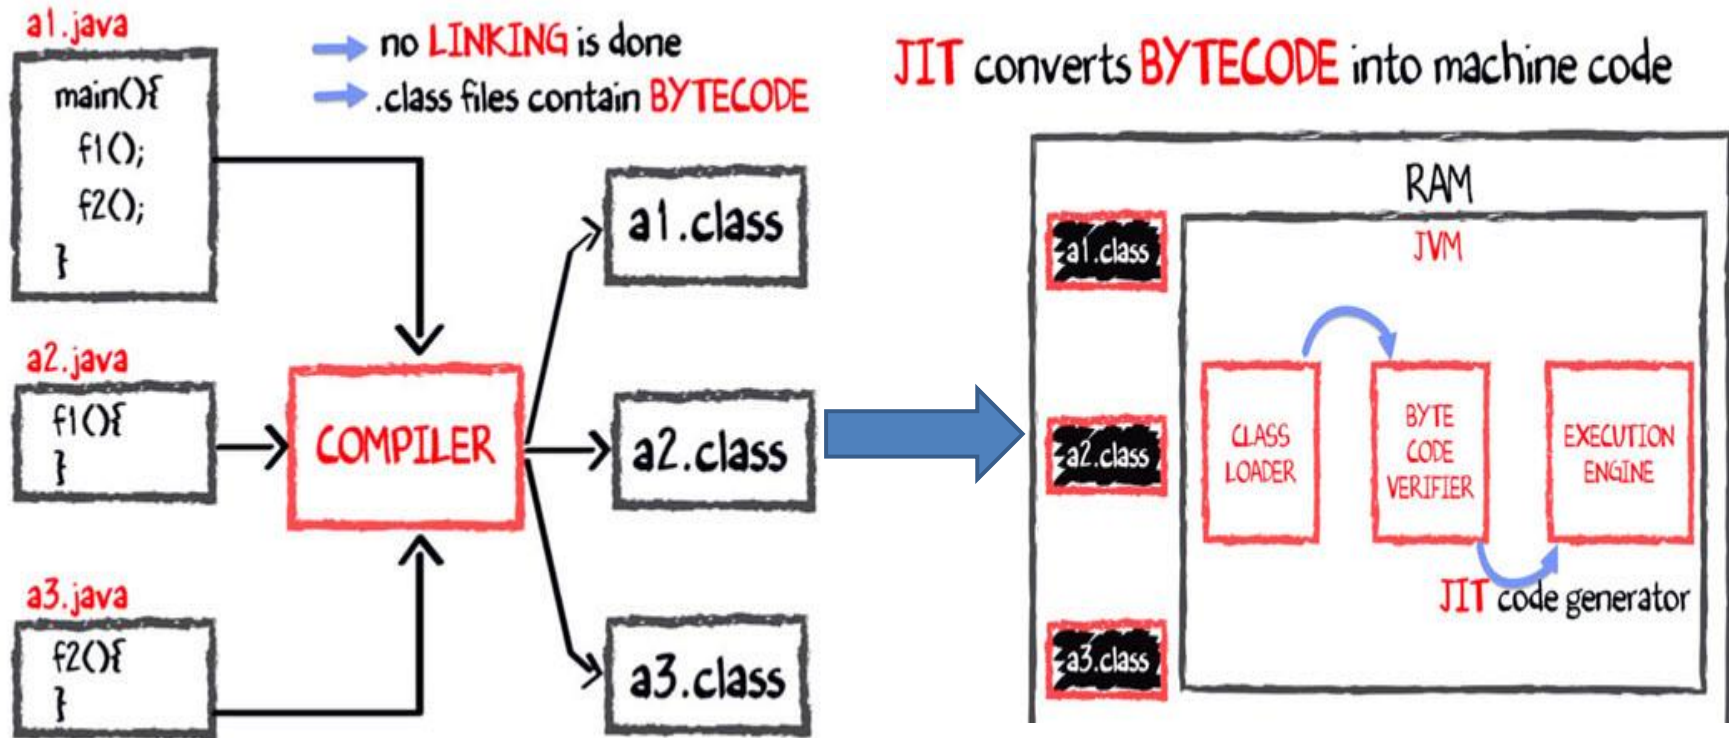 a1.java
main(){
f1();
f2();
}
no LINKING is done
.class files contain BYTECODE
a2.java
f1(){
}
a3.java
f2(){
}
COMPILER
a1.class
a2.class
a3.class
JIT converts BYTECODE into machine code
RAM
JVM
a1.class
a2.class
a3.class
CLASS
LOADER
BYTE
CODE
VERIFIER
EXECUTION
ENGINE
JIT code generator